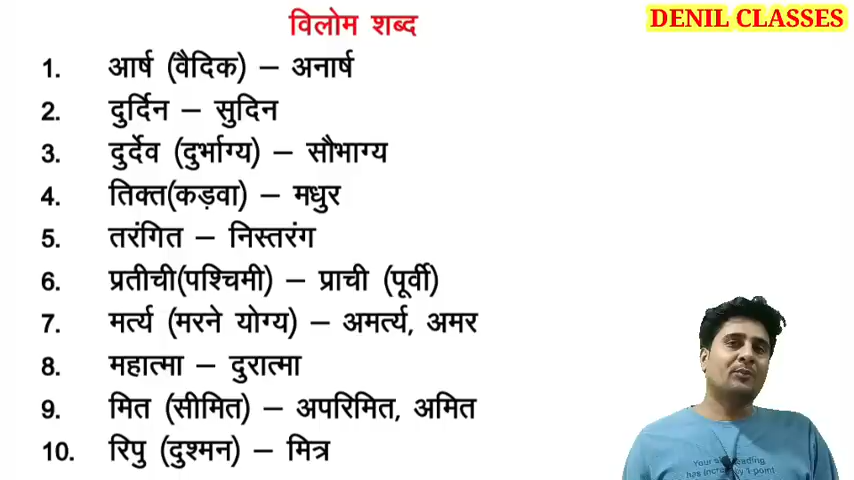 DENIL CLASSES
विलोम शब्द
1. आर्ष (वैदिक) – अनार्ष
2. दुर्दिन – सुदिन
3. दुर्देव (दुर्भाग्य) – सौभाग्य
4. तिक्त(कड़वा) – मधुर
5. तरंगित – निस्तरंग
6. प्रतीची(पश्चिमी) – प्राची (पूर्वी)
7. मर्त्य (मरने योग्य) – अमर्त्य, अमर
8. महात्मा – दुरात्मा
9. मित (सीमित) – अपरिमित, अमित
10. रिपु (दुश्मन) – मित्र